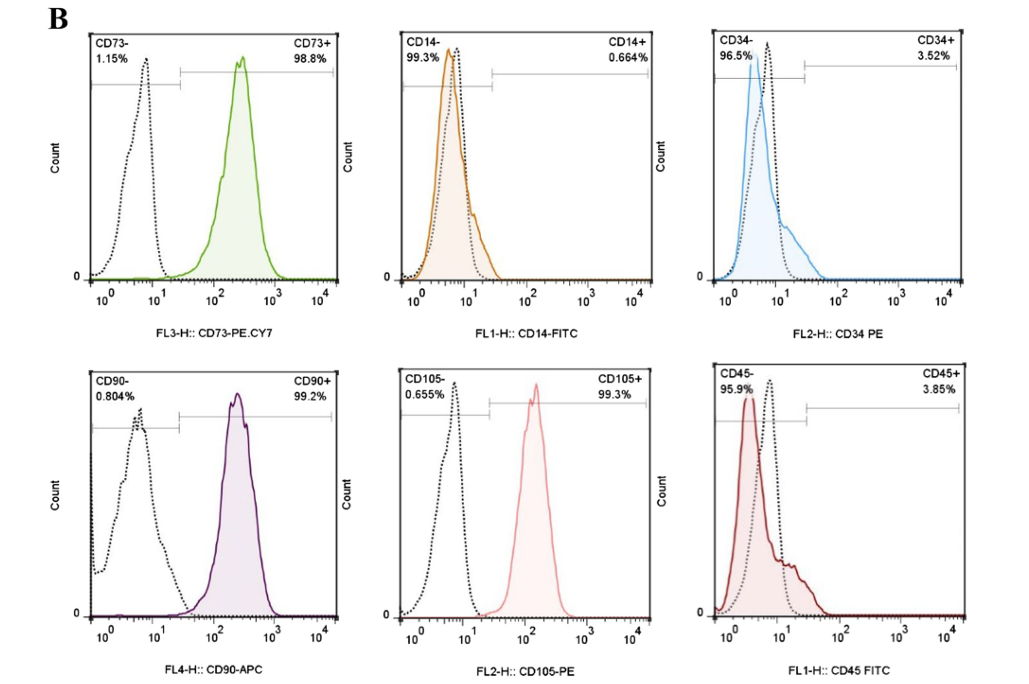 B
CD73- CD73+
1.15% 98.8%
CD14- CD14+
99.3% 0.664%
CD34- CD34+
96.5% 3.52%
Count Count Count
0 0 0
10^0 10^1 10^2 10^3 10^4
10^0 10^1 10^2 10^3 10^4
10^0 10^1 10^2 10^3 10^4
FL3-H:: CD73-PE.CY7
FL1-H:: CD14-FITC
FL2-H:: CD34 PE
CD90- CD90+
0.804% 99.2%
CD105- CD105+
0.655% 99.3%
CD45- CD45+
95.9% 3.85%
Count Count Count
0 0 0
10^0 10^1 10^2 10^3 10^4
10^0 10^1 10^2 10^3 10^4
10^0 10^1 10^2 10^3 10^4
FL4-H:: CD90-APC
FL2-H:: CD105-PE
FL1-H:: CD45 FITC